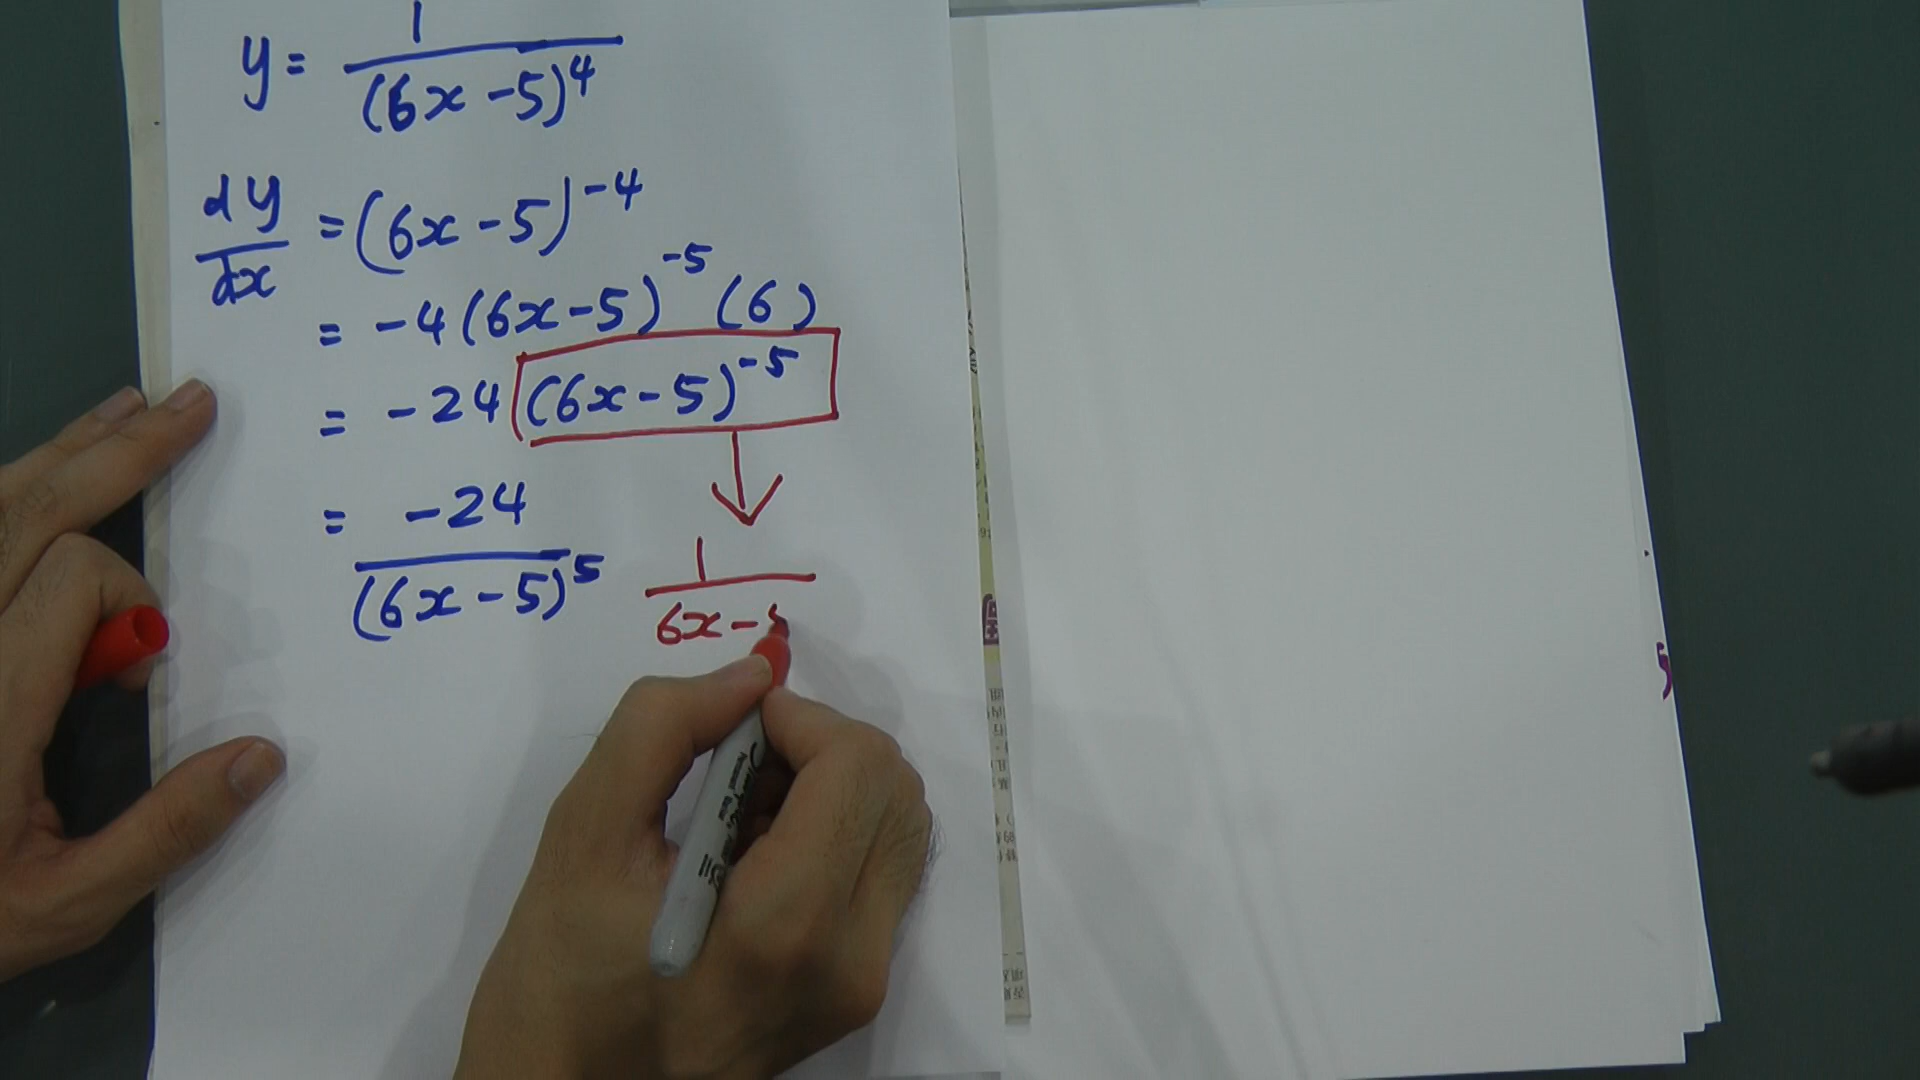 y = 1/(6x-5)^4
dy/dx = (6x-5)^-4
= -4(6x-5)^-5 (6)
= -24(6x-5)^-5
= -24/(6x-5)^5
1/6x-5